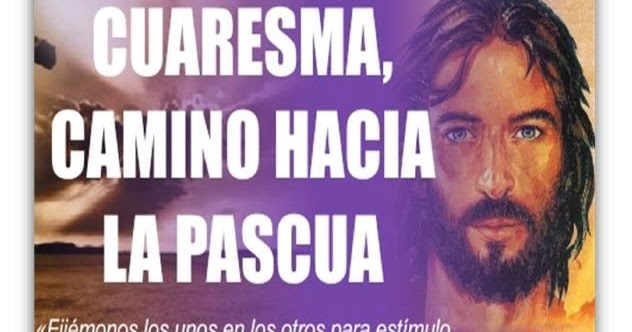 CUARESMA,
CAMINO HACIA
LA PASCUA
«Fijémonos los unos en los otros para estímulo